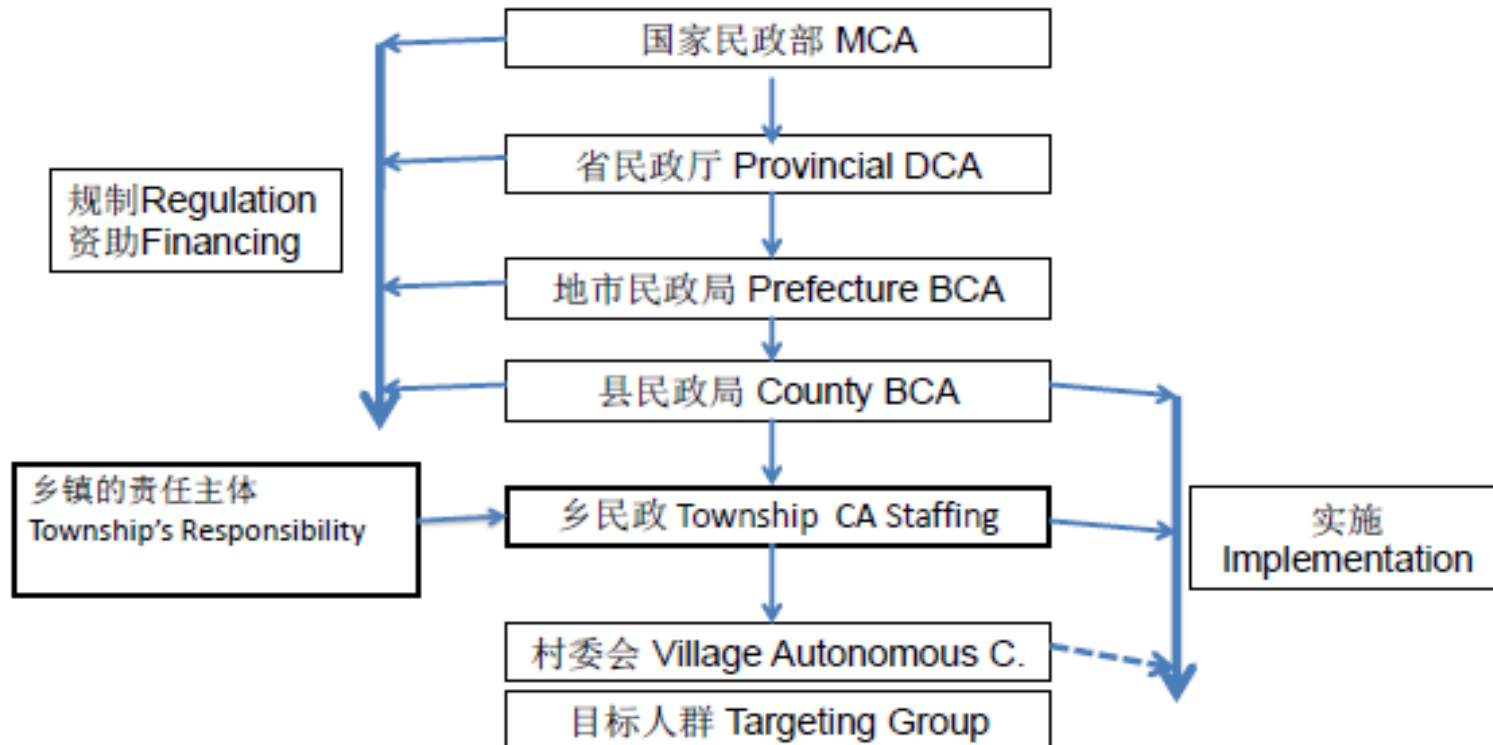 国家民政部 MCA
省民政厅 Provincial DCA
规制Regulation
资助Financing
地市民政局 Prefecture BCA
县民政局 County BCA
乡镇的责任主体
Township's Responsibility
乡民政 Township CA Staffing
实施
Implementation
村委会 Village Autonomous C.
目标人群 Targeting Group